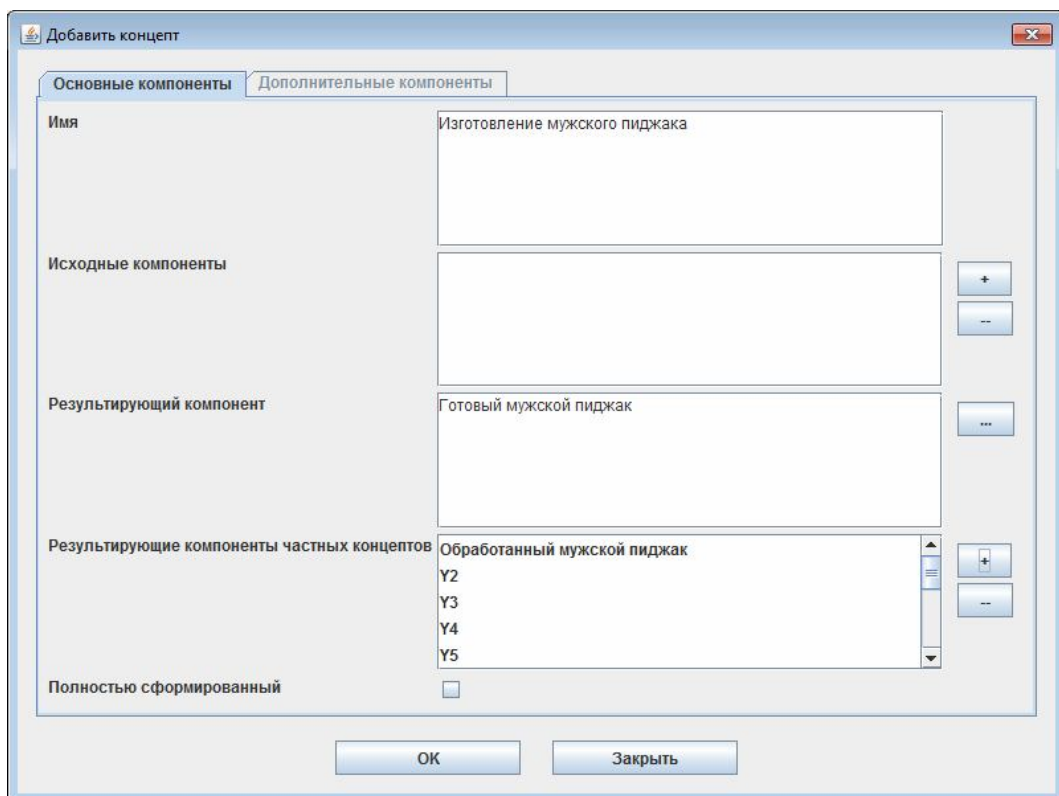 Добавить концепт
Основные компоненты Дополнительные компоненты
Имя Изготовление мужского пиджака
Исходные компоненты
+
--
Результирующий компонент Готовый мужской пиджак
...
Результирующие компоненты частных концептов Обработанный мужской пиджак
+
Y2
Y3
--
Y4
Y5
Полностью сформированный
ОК Закрыть